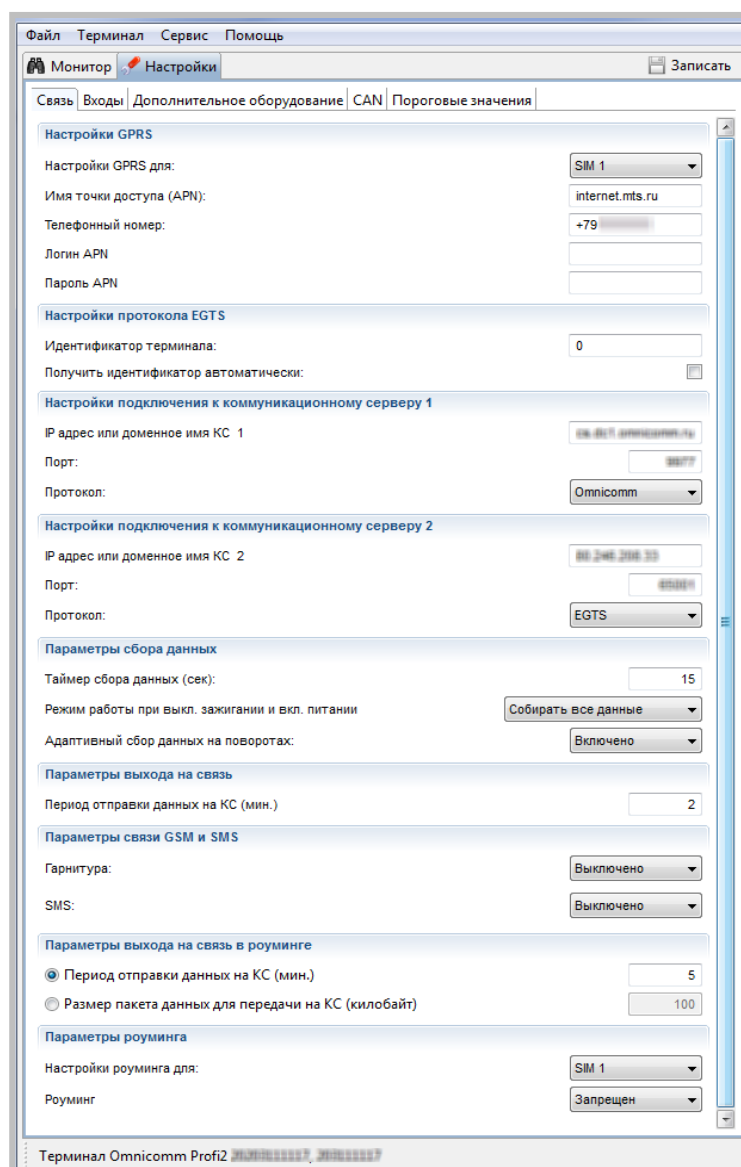 Файл Терминал Сервис Помощь
Монитор Настройки Записать
Связь Входы Дополнительное оборудование CAN Пороговые значения
Настройки GPRS
Настройки GPRS для: SIM 1
Имя точки доступа (APN): internet.mts.ru
Телефонный номер: +79
Логин APN
Пароль APN
Настройки протокола EGTS
Идентификатор терминала: 0
Получить идентификатор автоматически:
Настройки подключения к коммуникационному серверу 1
IP адрес или доменное имя КС 1
Порт:
Протокол: Omnicomm
Настройки подключения к коммуникационному серверу 2
IP адрес или доменное имя КС 2
Порт:
Протокол: EGTS
Параметры сбора данных
Таймер сбора данных (сек): 15
Режим работы при выкл. зажигании и вкл. питании Собирать все данные
Адаптивный сбор данных на поворотах: Включено
Параметры выхода на связь
Период отправки данных на КС (мин.) 2
Параметры связи GSM и SMS
Гарнитура: Выключено
SMS: Выключено
Параметры выхода на связь в роуминге
Период отправки данных на КС (мин.) 5
Размер пакета данных для передачи на КС (килобайт) 100
Параметры роуминга
Настройки роуминга для: SIM 1
Роуминг Запрещен
Терминал Omnicomm Profi2